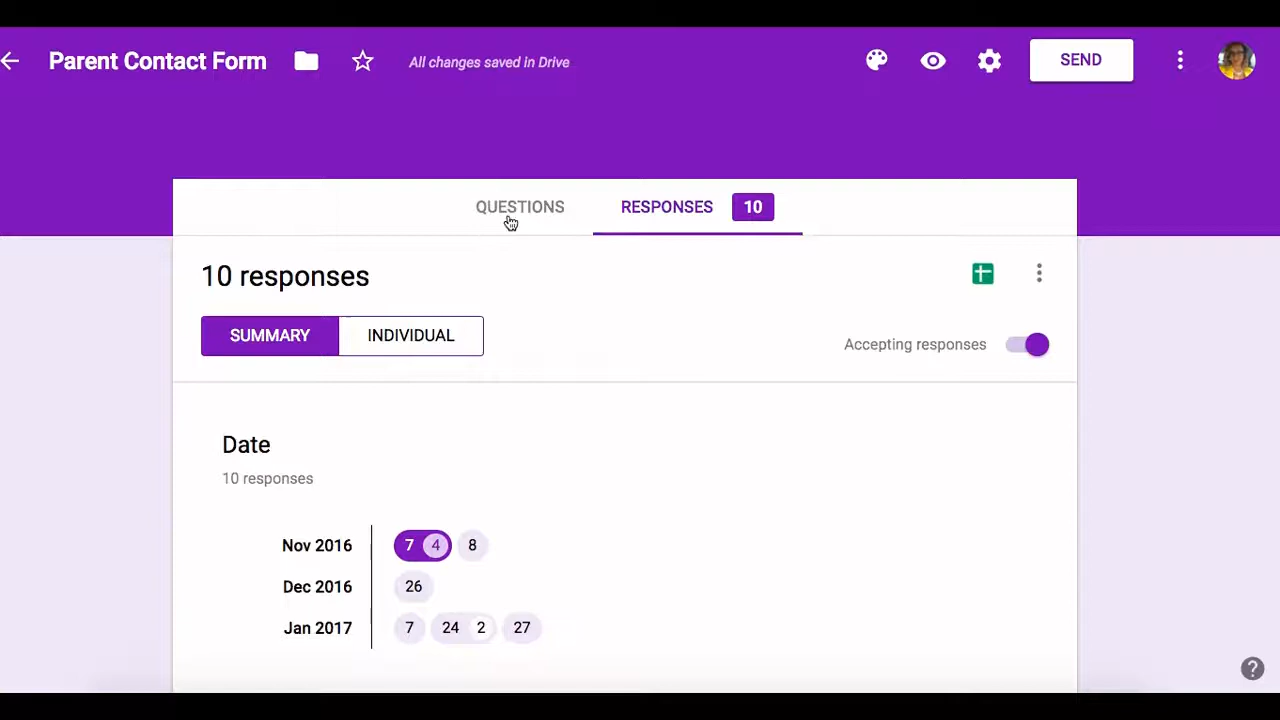 Parent Contact Form All changes saved in Drive SEND
QUESTIONS RESPONSES 10
10 responses
SUMMARY INDIVIDUAL
Accepting responses
Date
10 responses
Nov 2016 7 4 8
Dec 2016 26
Jan 2017 7 24 2 27
?